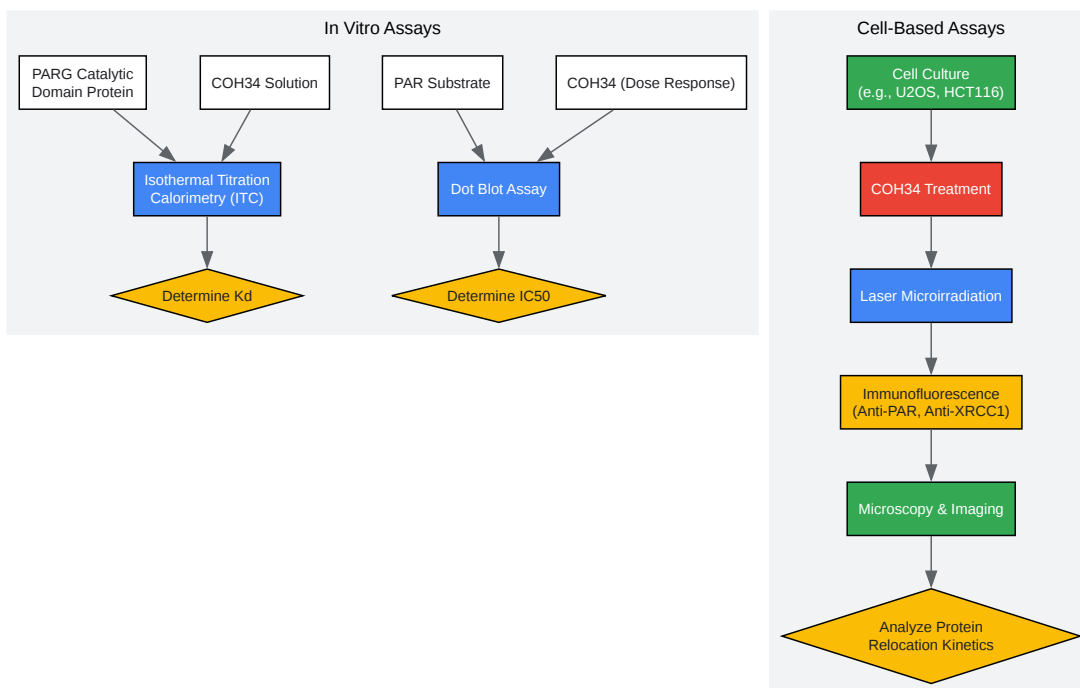 In Vitro Assays
PARG Catalytic
Domain Protein
COH34 Solution
PAR Substrate
COH34 (Dose Response)
Isothermal Titration
Calorimetry (ITC)
Dot Blot Assay
Determine Kd
Determine IC50
Cell-Based Assays
Cell Culture
(e.g., U2OS, HCT116)
COH34 Treatment
Laser Microirradiation
Immunofluorescence
(Anti-PAR, Anti-XRCC1)
Microscopy & Imaging
Analyze Protein
Relocation Kinetics